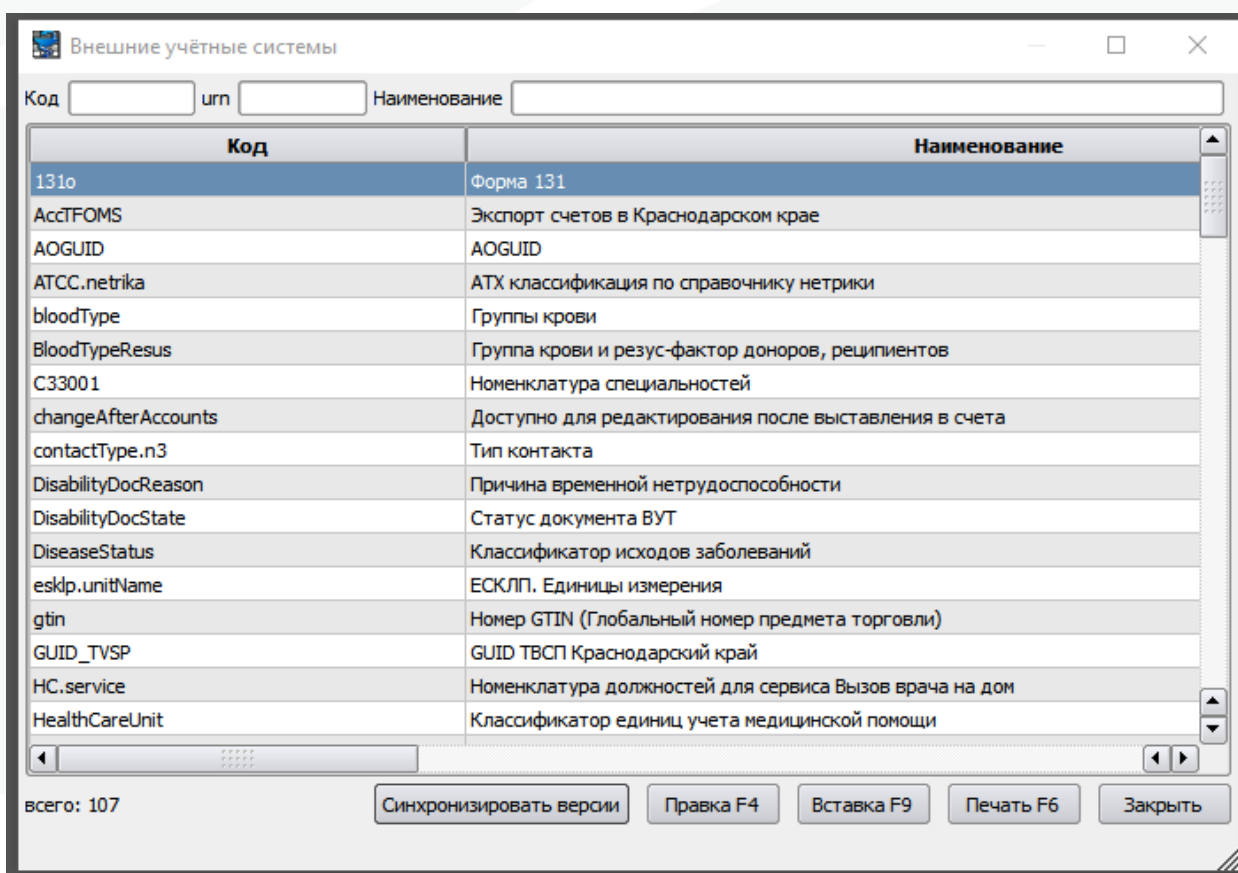 Внешние учётные системы
Код urn Наименование
Код Наименование
131о Форма 131
AccTFOMS Экспорт счетов в Краснодарском крае
AOGUID AOGUID
ATCC.netrika АТХ классификация по справочнику нетрики
bloodType Группы крови
BloodTypeResus Группа крови и резус-фактор доноров, реципиентов
C33001 Номенклатура специальностей
changeAfterAccounts Доступно для редактирования после выставления в счета
contactType.n3 Тип контакта
DisabilityDocReason Причина временной нетрудоспособности
DisabilityDocState Статус документа ВУТ
DiseaseStatus Классификатор исходов заболеваний
esklp.unitName ЕСКЛП. Единицы измерения
gtin Номер GTIN (Глобальный номер предмета торговли)
GUID_TVSP GUID ТВСП Краснодарский край
HC.service Номенклатура должностей для сервиса Вызов врача на дом
HealthCareUnit Классификатор единиц учета медицинской помощи
всего: 107 Синхронизировать версии Правка F4 Вставка F9 Печать F6 Закрыть